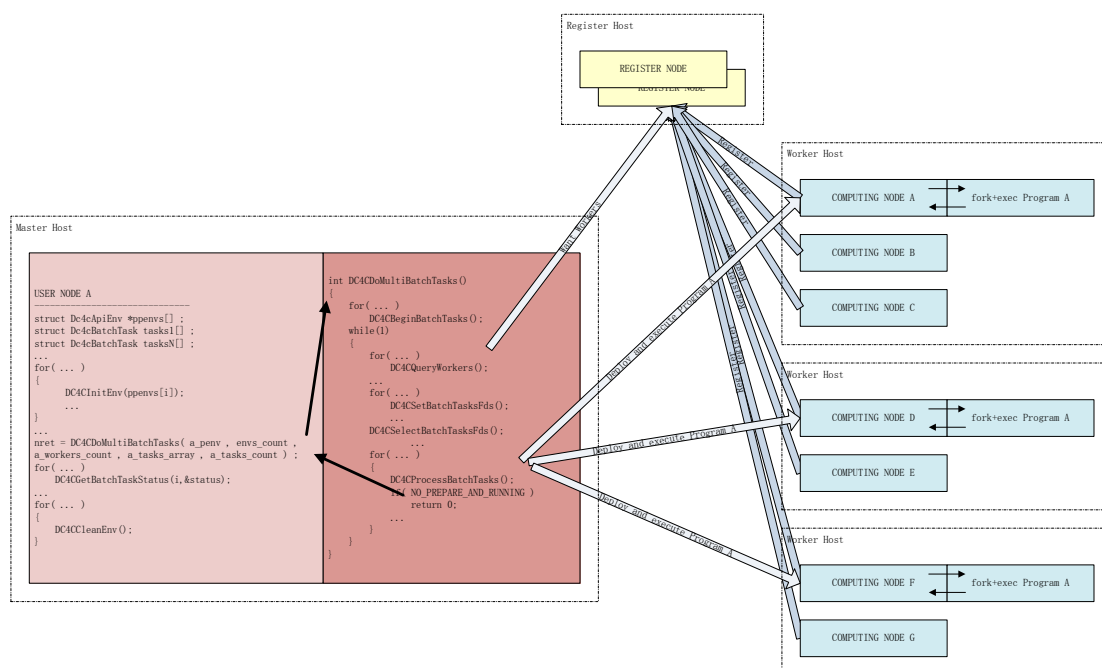 Register Host
REGISTER NODE
REGISTER NODE
Want Workers
Register
Register
Register
Register
Register
Register
Register
Master Host
USER NODE A
------------------------------
struct Dc4cApiEnv *ppenvs[] ;
struct Dc4cBatchTask tasks1[] ;
struct Dc4cBatchTask tasksN[] ;
...
for( ... )
{
DC4CInitEnv(ppenvs[i]);
...
}
...
nret = DC4CDoMultiBatchTasks( a_penv , envs_count ,
a_workers_count , a_tasks_array , a_tasks_count ) ;
for( ... )
DC4CGetBatchTaskStatus(i,&status);
...
for( ... )
{
DC4CCleanEnv();
}
int DC4CDoMultiBatchTasks()
{
for( ... )
DC4CBeginBatchTasks();
while(1)
{
for( ... )
DC4CQueryWorkers();
...
for( ... )
DC4CSetBatchTasksFds();
...
DC4CSelectBatchTasksFds();
...
for( ... )
{
DC4CProcessBatchTasks();
if( NO_PREPARE_AND_RUNNING )
return 0;
...
}
}
}
Deploy and execute Program A
Deploy and execute Program A
Deploy and execute Program A
Worker Host
COMPUTING NODE A
fork+exec Program A
COMPUTING NODE B
COMPUTING NODE C
Worker Host
COMPUTING NODE D
fork+exec Program A
COMPUTING NODE E
Worker Host
COMPUTING NODE F
fork+exec Program A
COMPUTING NODE G